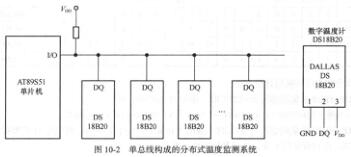 V_DD
I/O
AT89S51
单片机
DQ
DS
18B20
DQ
DS
18B20
DQ
DS
18B20
...
DQ
DS
18B20
数字温度计
DS18B20
DALLAS
DS
18B20
1 2 3
GND DQ V_DD
图 10-2 单总线构成的分布式温度监测系统